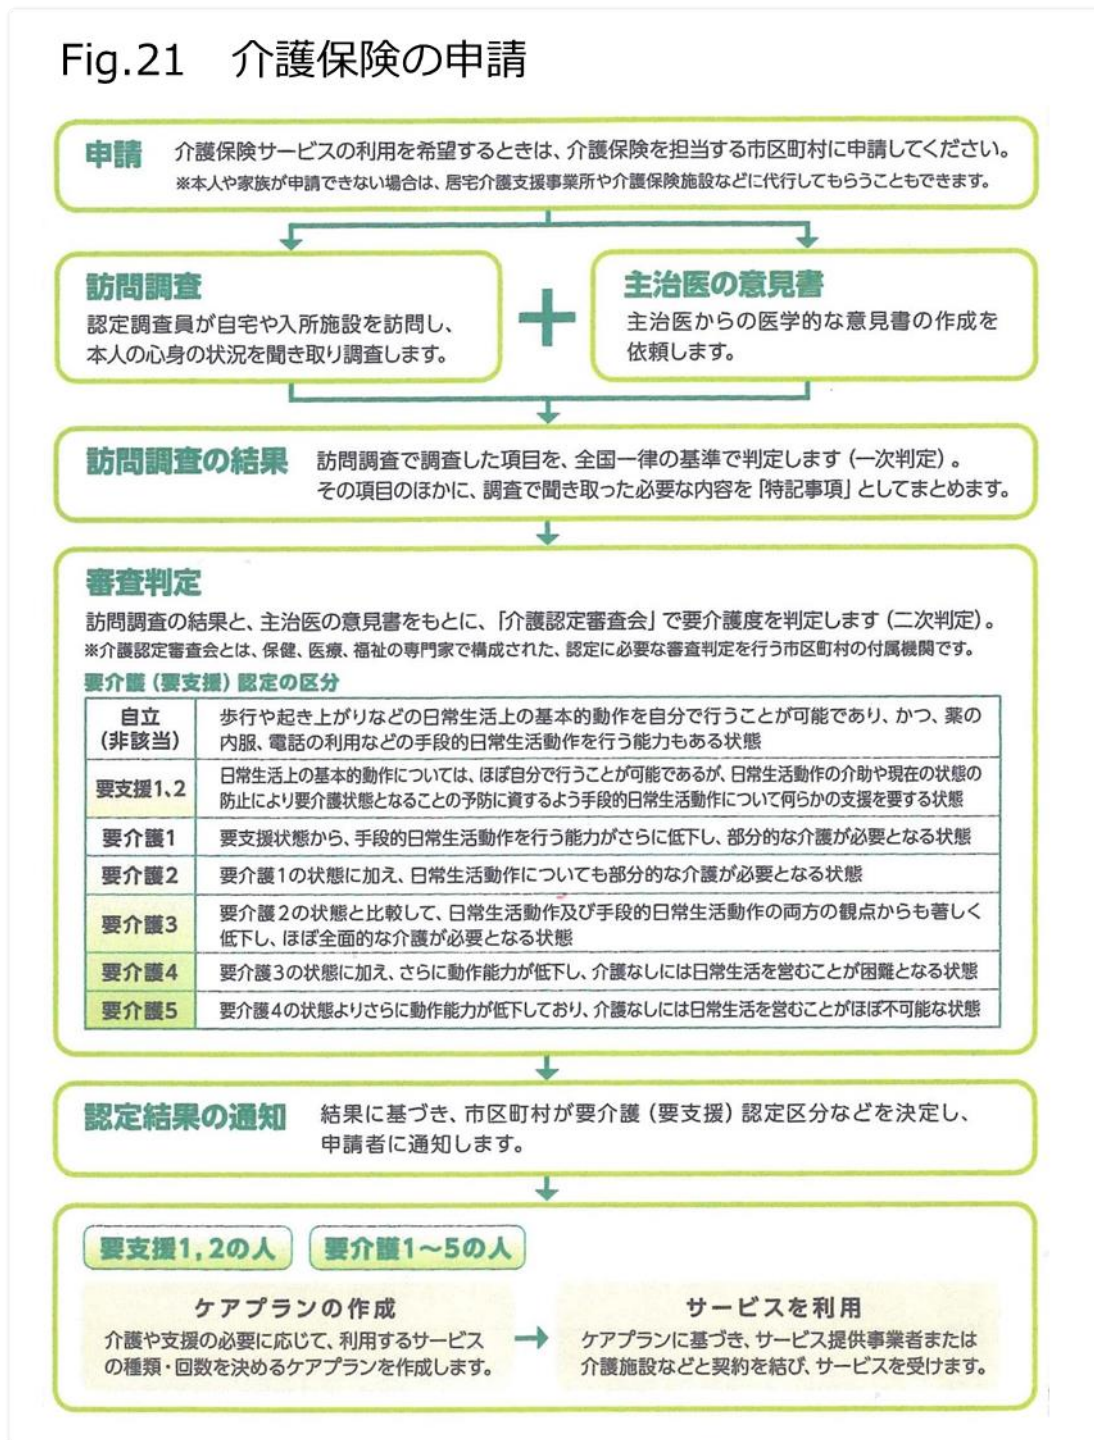 Fig.21　介護保険の申請
申請
介護保険サービスの利用を希望するときは、介護保険を担当する市区町村に申請してください。
※本人や家族が申請できない場合は、居宅介護支援事業所や介護保険施設などに代行してもらうこともできます。
訪問調査
認定調査員が自宅や入所施設を訪問し、
本人の心身の状況を聞き取り調査します。
＋
主治医の意見書
主治医からの医学的な意見書の作成を
依頼します。
訪問調査の結果
訪問調査で調査した項目を、全国一律の基準で判定します（一次判定）。
その項目のほかに、調査で聞き取った必要な内容を「特記事項」としてまとめます。
審査判定
訪問調査の結果と、主治医の意見書をもとに、「介護認定審査会」で要介護度を判定します（二次判定）。
※介護認定審査会とは、保健、医療、福祉の専門家で構成された、認定に必要な審査判定を行う市区町村の付属機関です。
要介護（要支援）認定の区分
自立
（非該当）
歩行や起き上がりなどの日常生活上の基本的動作を自分で行うことが可能であり、かつ、薬の
内服、電話の利用などの手段的日常生活動作を行う能力もある状態
要支援1、2
日常生活上の基本的動作については、ほぼ自分で行うことが可能であるが、日常生活動作の介助や現在の状態の
防止により要介護状態となることの予防に資するよう手段的日常生活動作について何らかの支援を要する状態
要介護1
要支援状態から、手段的日常生活動作を行う能力がさらに低下し、部分的な介護が必要となる状態
要介護2
要介護1の状態に加え、日常生活動作についても部分的な介護が必要となる状態
要介護3
要介護2の状態と比較して、日常生活動作及び手段的日常生活動作の両方の観点からも著しく
低下し、ほぼ全面的な介護が必要となる状態
要介護4
要介護3の状態に加え、さらに動作能力が低下し、介護なしには日常生活を営むことが困難となる状態
要介護5
要介護4の状態よりさらに動作能力が低下しており、介護なしには日常生活を営むことがほぼ不可能な状態
認定結果の通知
結果に基づき、市区町村が要介護（要支援）認定区分などを決定し、
申請者に通知します。
要支援1,2の人
要介護1〜5の人
ケアプランの作成
介護や支援の必要に応じて、利用するサービス
の種類・回数を決めるケアプランを作成します。
サービスを利用
ケアプランに基づき、サービス提供事業者または
介護施設などと契約を結び、サービスを受けます。